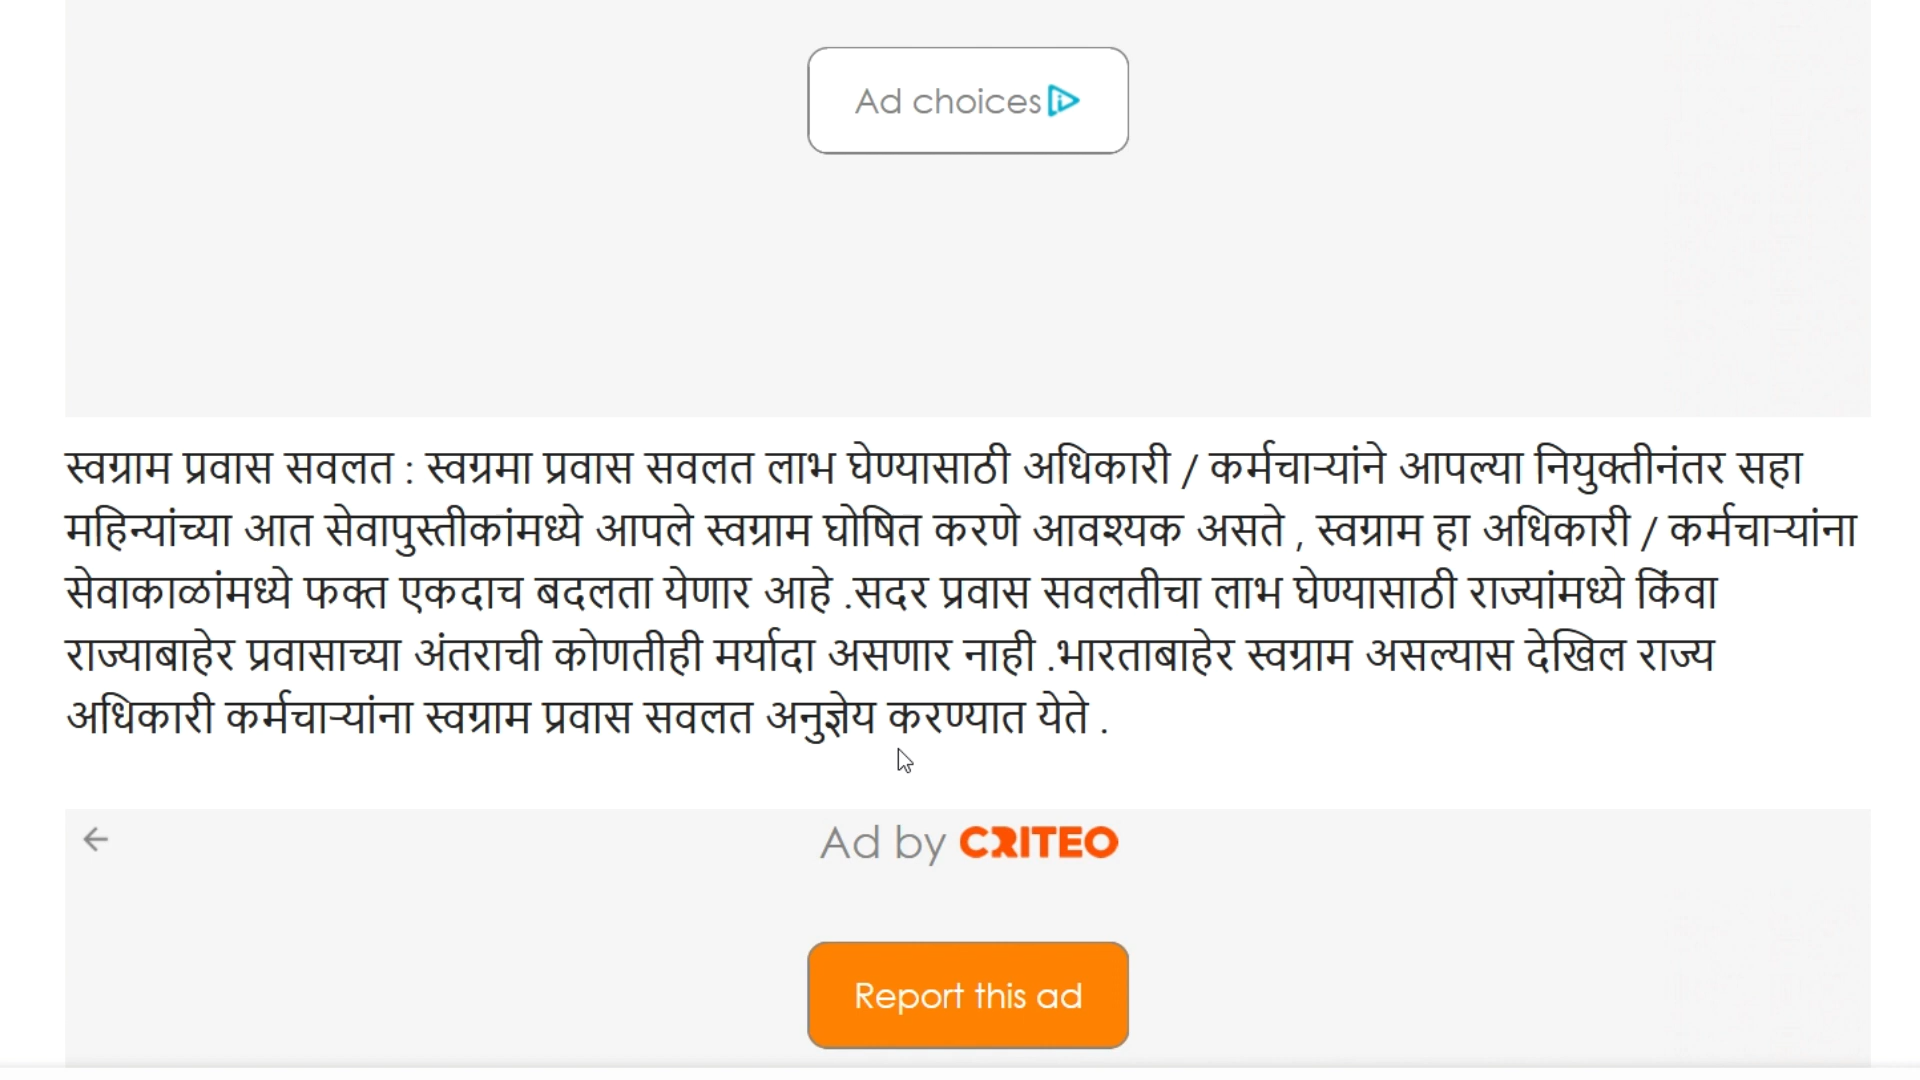 Ad choices
स्वग्राम प्रवास सवलत : स्वग्रमा प्रवास सवलत लाभ घेण्यासाठी अधिकारी / कर्मचाऱ्यांने आपल्या नियुक्तीनंतर सहा
महिन्यांच्या आत सेवापुस्तीकांमध्ये आपले स्वग्राम घोषित करणे आवश्यक असते , स्वग्राम हा अधिकारी / कर्मचाऱ्यांना
सेवाकाळांमध्ये फक्त एकदाच बदलता येणार आहे .सदर प्रवास सवलतीचा लाभ घेण्यासाठी राज्यांमध्ये किंवा
राज्याबाहेर प्रवासाच्या अंतराची कोणतीही मर्यादा असणार नाही .भारताबाहेर स्वग्राम असल्यास देखिल राज्य
अधिकारी कर्मचाऱ्यांना स्वग्राम प्रवास सवलत अनुज्ञेय करण्यात येते .
Ad by CRITEO
Report this ad